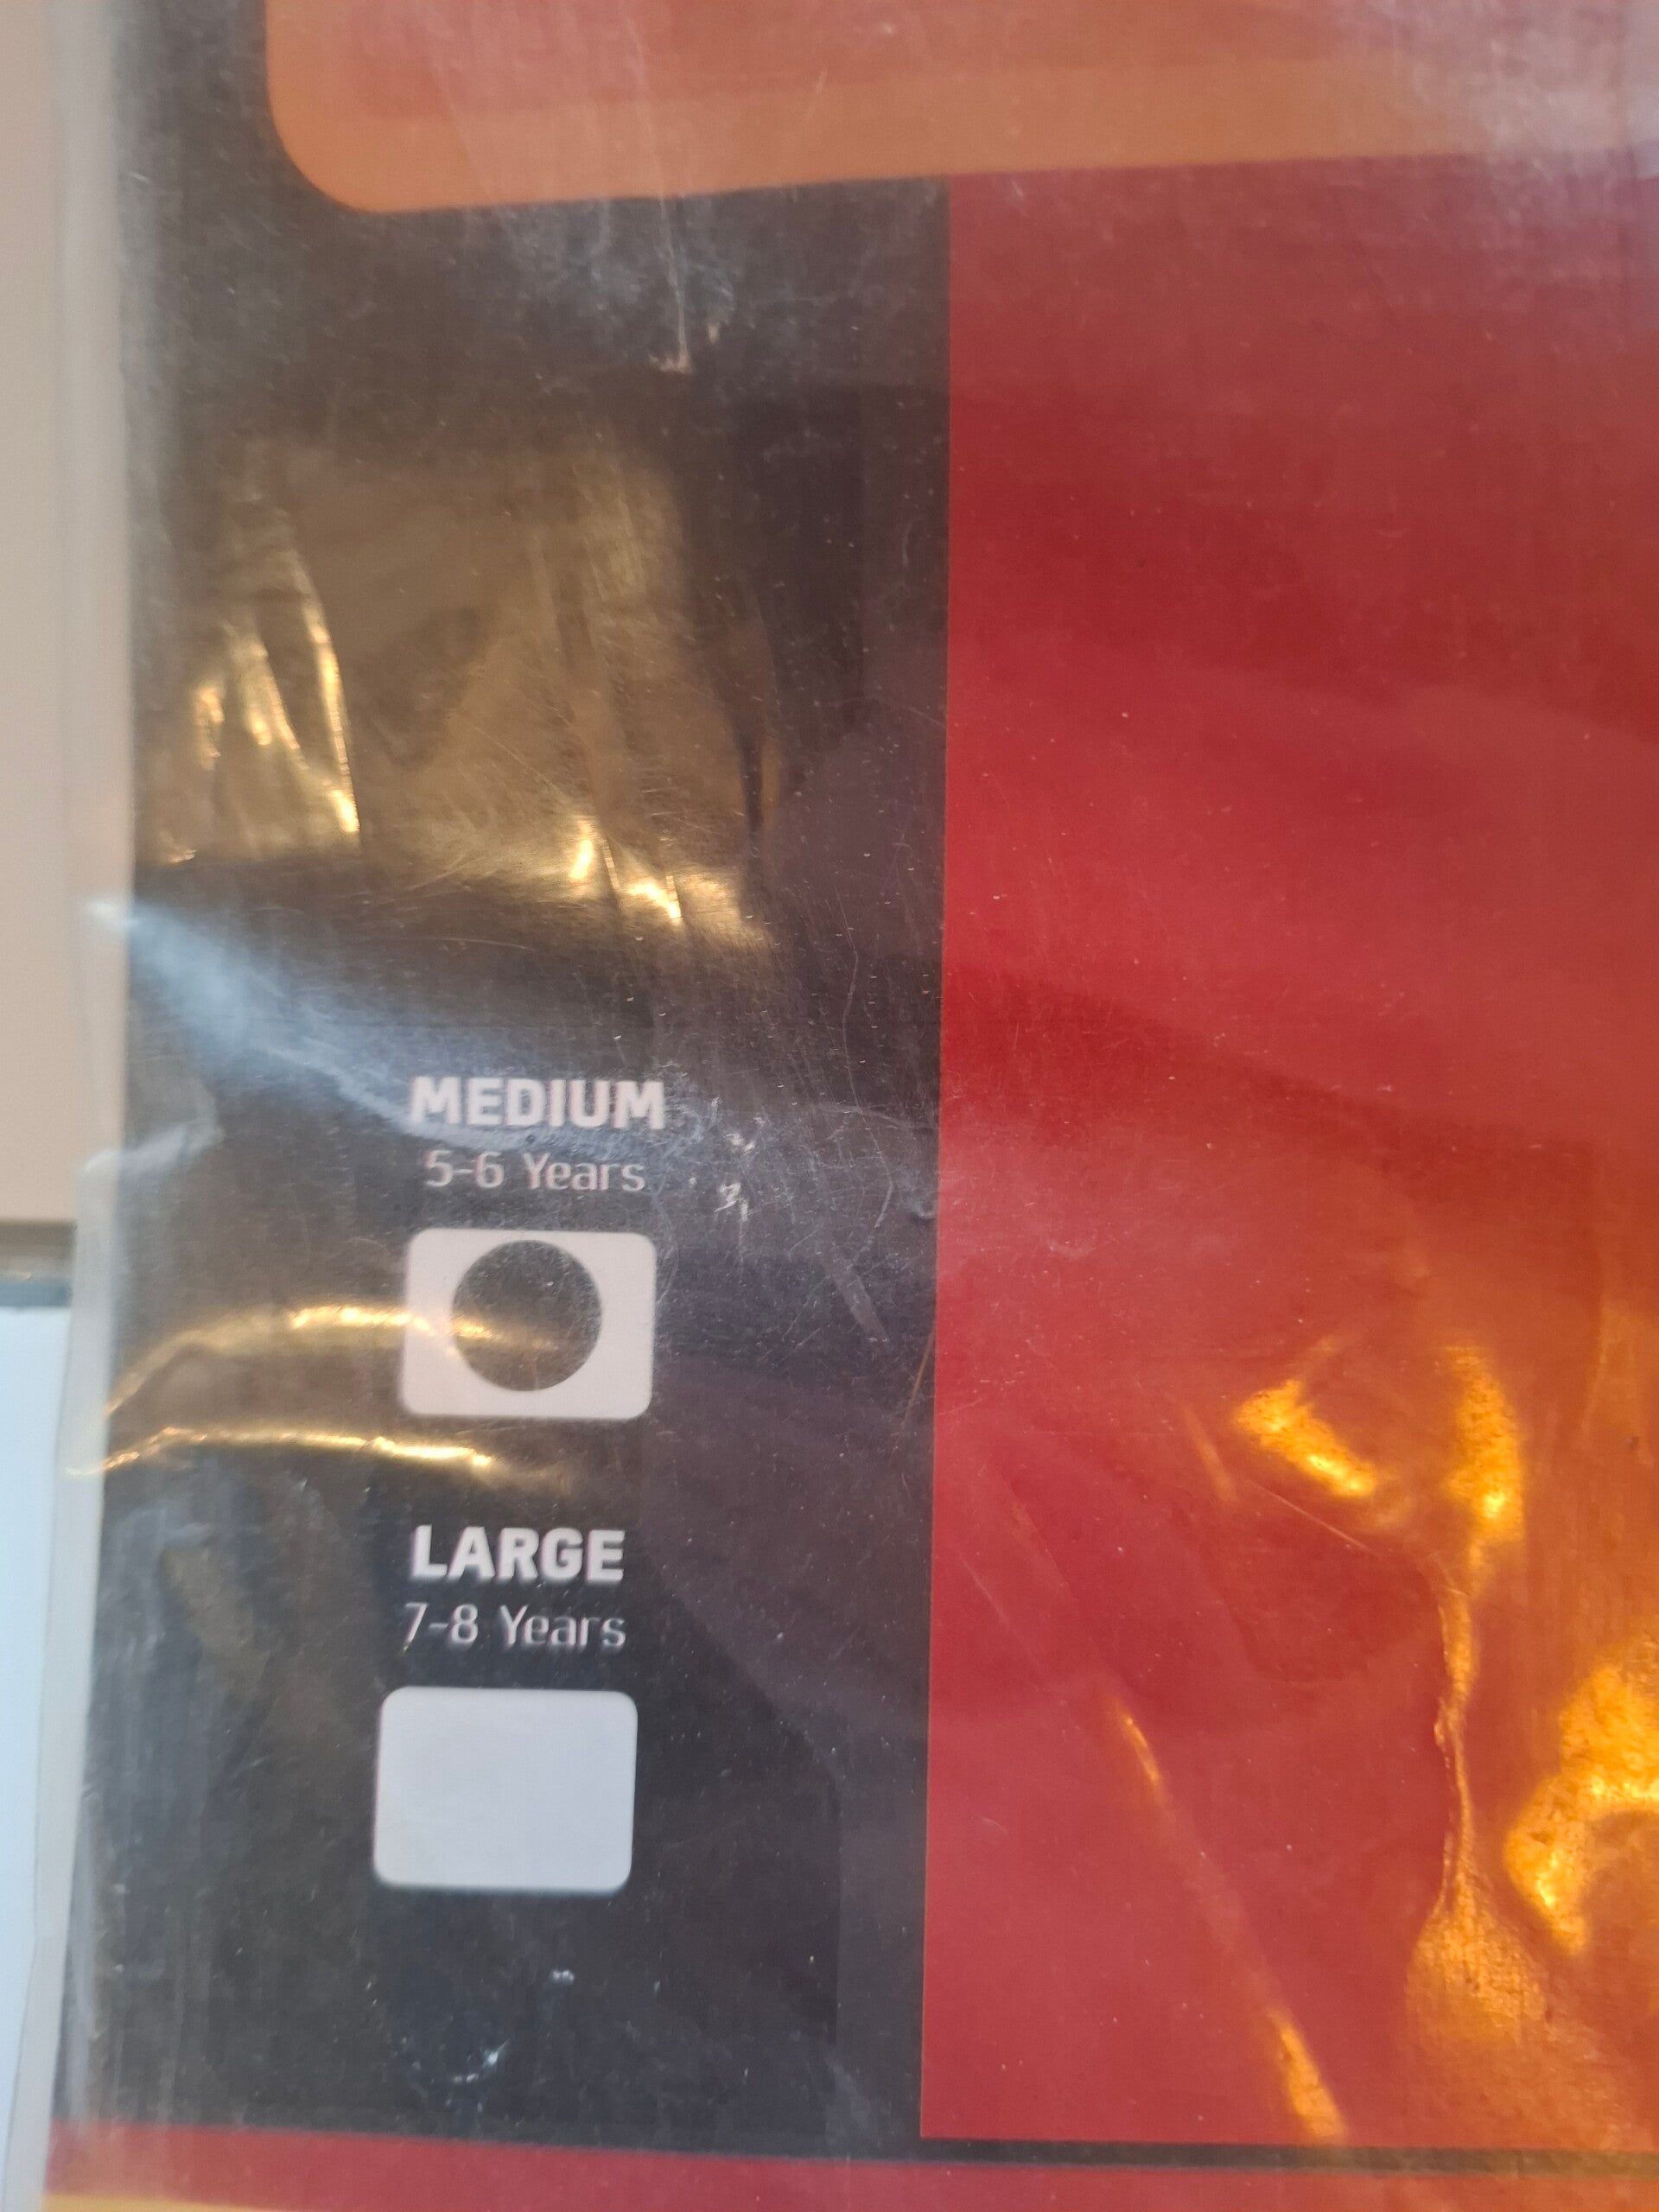 MEDIUM
5-6 Years
LARGE
7-8 Years